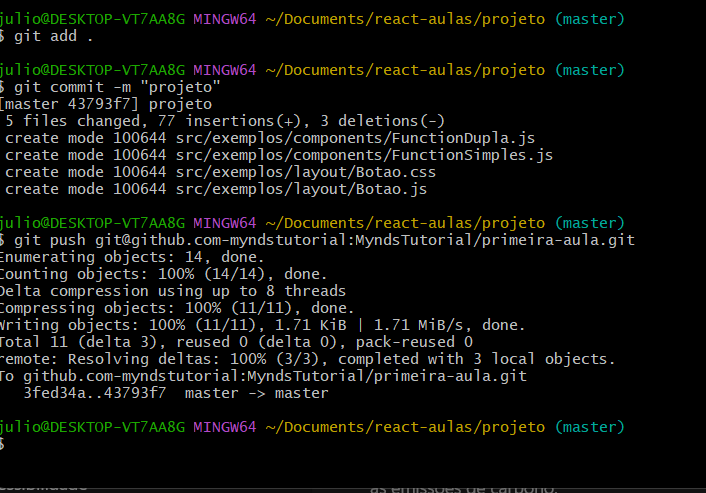 julio@DESKTOP-VT7AA8G MINGW64 ~/Documents/react-aulas/projeto (master)
$ git add .
julio@DESKTOP-VT7AA8G MINGW64 ~/Documents/react-aulas/projeto (master)
$ git commit -m "projeto"
[master 43793f7] projeto
5 files changed, 77 insertions(+), 3 deletions(-)
create mode 100644 src/exemplos/components/FunctionDupla.js
create mode 100644 src/exemplos/components/FunctionSimples.js
create mode 100644 src/exemplos/layout/Botao.css
create mode 100644 src/exemplos/layout/Botao.js
julio@DESKTOP-VT7AA8G MINGW64 ~/Documents/react-aulas/projeto (master)
$ git push git@github.com-myndstutorial:MyndsTutorial/primeira-aula.git
Enumerating objects: 14, done.
Counting objects: 100% (14/14), done.
Delta compression using up to 8 threads
Compressing objects: 100% (11/11), done.
Writing objects: 100% (11/11), 1.71 KiB | 1.71 MiB/s, done.
Total 11 (delta 3), reused 0 (delta 0), pack-reused 0
remote: Resolving deltas: 100% (3/3), completed with 3 local objects.
To github.com-myndstutorial:MyndsTutorial/primeira-aula.git
3fed34a..43793f7  master -> master
julio@DESKTOP-VT7AA8G MINGW64 ~/Documents/react-aulas/projeto (master)
$
as emissões de carbono.